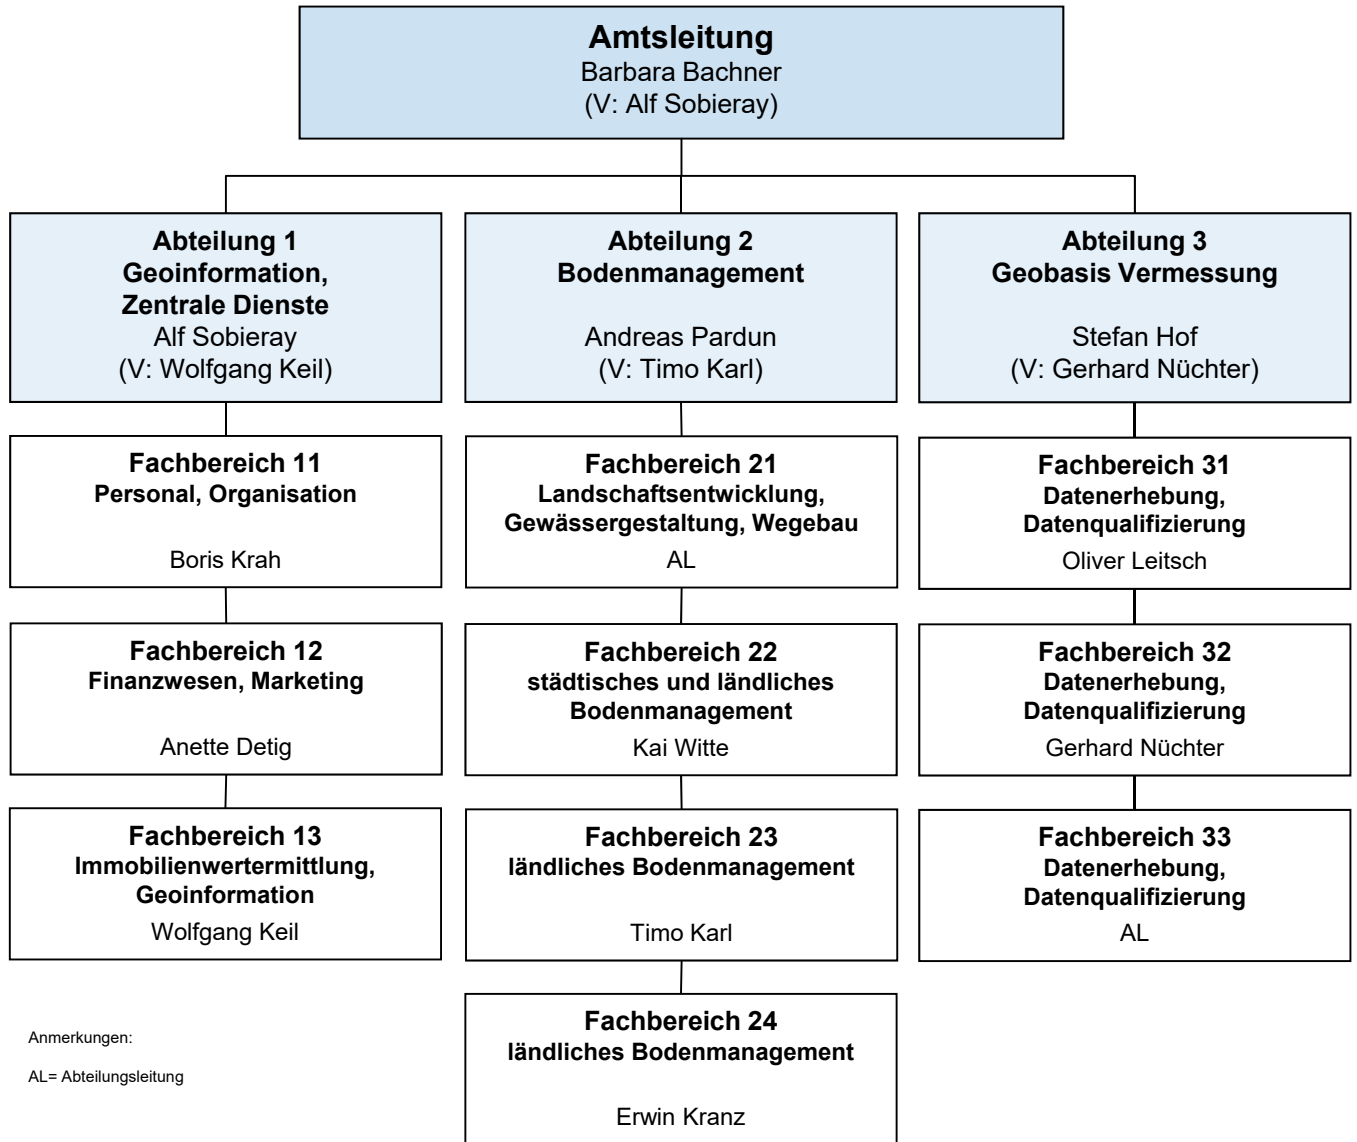 Amtsleitung
Barbara Bachner
(V: Alf Sobieray)
Abteilung 1
Geoinformation,
Zentrale Dienste
Alf Sobieray
(V: Wolfgang Keil)
Fachbereich 11
Personal, Organisation
Boris Krah
Fachbereich 12
Finanzwesen, Marketing
Anette Detig
Fachbereich 13
Immobilienwertermittlung,
Geoinformation
Wolfgang Keil
Abteilung 2
Bodenmanagement
Andreas Pardun
(V: Timo Karl)
Fachbereich 21
Landschaftsentwicklung,
Gewässergestaltung, Wegebau
AL
Fachbereich 22
städtisches und ländliches
Bodenmanagement
Kai Witte
Fachbereich 23
ländliches Bodenmanagement
Timo Karl
Fachbereich 24
ländliches Bodenmanagement
Erwin Kranz
Abteilung 3
Geobasis Vermessung
Stefan Hof
(V: Gerhard Nüchter)
Fachbereich 31
Datenerhebung,
Datenqualifizierung
Oliver Leitsch
Fachbereich 32
Datenerhebung,
Datenqualifizierung
Gerhard Nüchter
Fachbereich 33
Datenerhebung,
Datenqualifizierung
AL
Anmerkungen:
AL= Abteilungsleitung